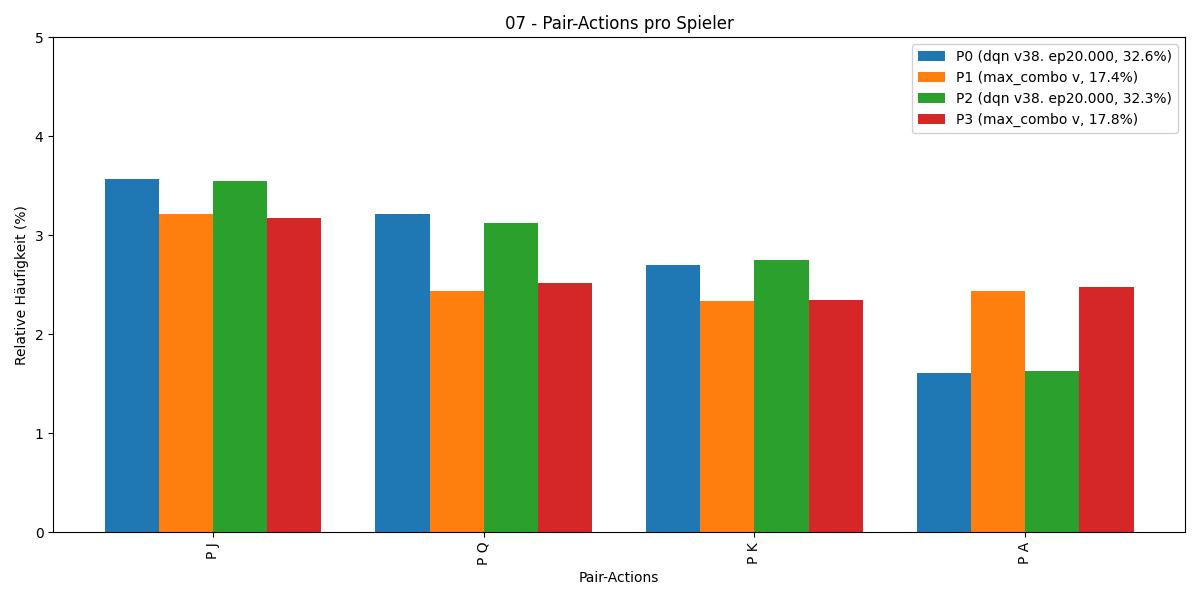 07 - Pair-Actions pro Spieler
P0 (dqn v38. ep20.000, 32.6%)
P1 (max_combo v, 17.4%)
P2 (dqn v38. ep20.000, 32.3%)
P3 (max_combo v, 17.8%)
Relative Häufigkeit (%)
5
4
3
2
1
0
P J
P Q
P K
P A
Pair-Actions